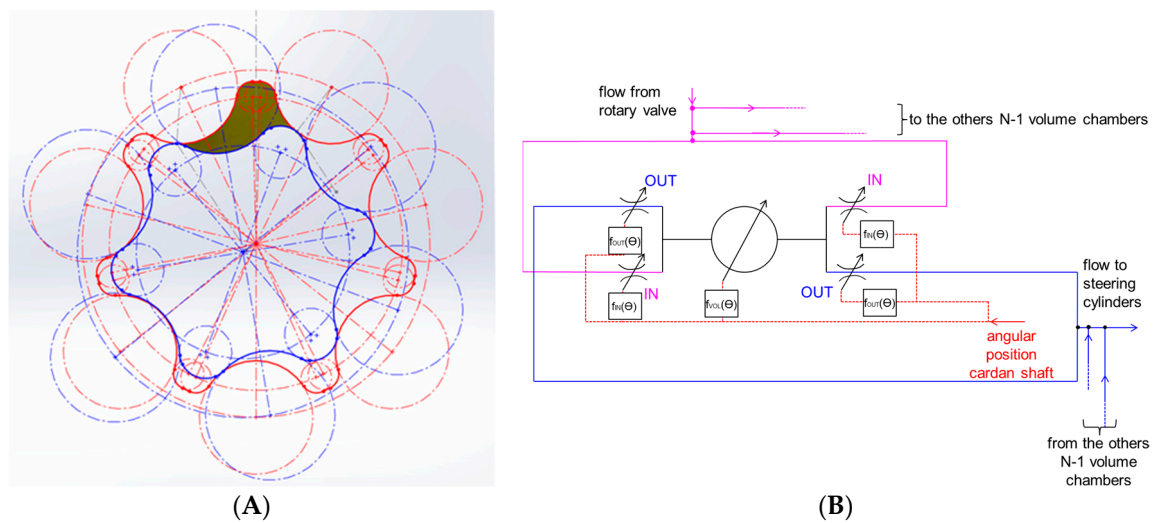 flow from
rotary valve
to the others N-1 volume chambers
OUT
IN
fOUT(Θ)
fIN(Θ)
IN
fIN(Θ)
fVOL(Θ)
OUT
fOUT(Θ)
flow to
steering
cylinders
angular
position
cardan shaft
from the others
N-1 volume
chambers
(A)
(B)